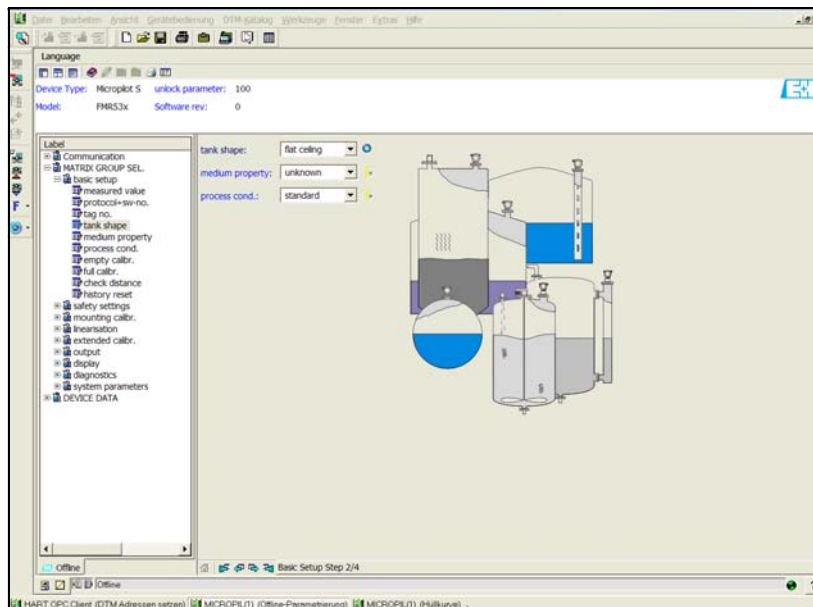 Datei Bearbeiten Ansicht Gerätebedienung DTM-Katalog Werkzeuge Fenster Extras Hilfe
Language
Device Type: Micropilot S unlock parameter: 100
Model: FMR53x Software rev: 0
E+H
Label
Communication
MATRIX GROUP SEL.
basic setup
measured value
protocol+sw-no.
tag no.
tank shape
medium property
process cond.
empty calibr.
full calibr.
check distance
history reset
safety settings
mounting calibr.
linearisation
extended calibr.
output
display
diagnostics
system parameters
DEVICE DATA
tank shape: flat ceiling
medium property: unknown
process cond.: standard
Offline
Basic Setup Step 2/4
Offline
HART OPC Client (DTM Adressen setzen) MICROPIL(1) (Offline-Parametrierung) MICROPIL(1) (Hüllkurve)